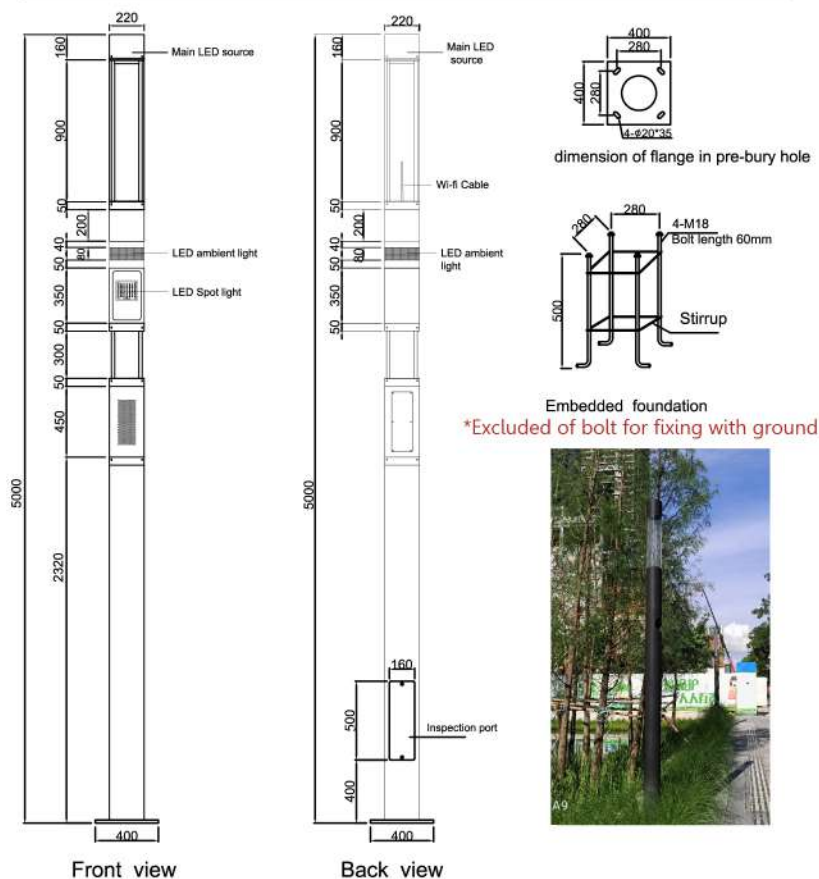 220
160
Main LED source
900
50
200
40
LED ambient light
80
50
LED Spot light
350
50
300
50
450
5000
2320
400
Front view
220
160
Main LED
source
900
Wi-fi Cable
50
200
40
LED ambient
light
80
50
350
50
300
50
450
5000
160
500
Inspection port
400
400
Back view
400
280
400
280
4-ϕ20*35
dimension of flange in pre-bury hole
280
280
4-M18
Bolt length 60mm
500
Stirrup
Embedded foundation
*Excluded of bolt for fixing with ground
A9